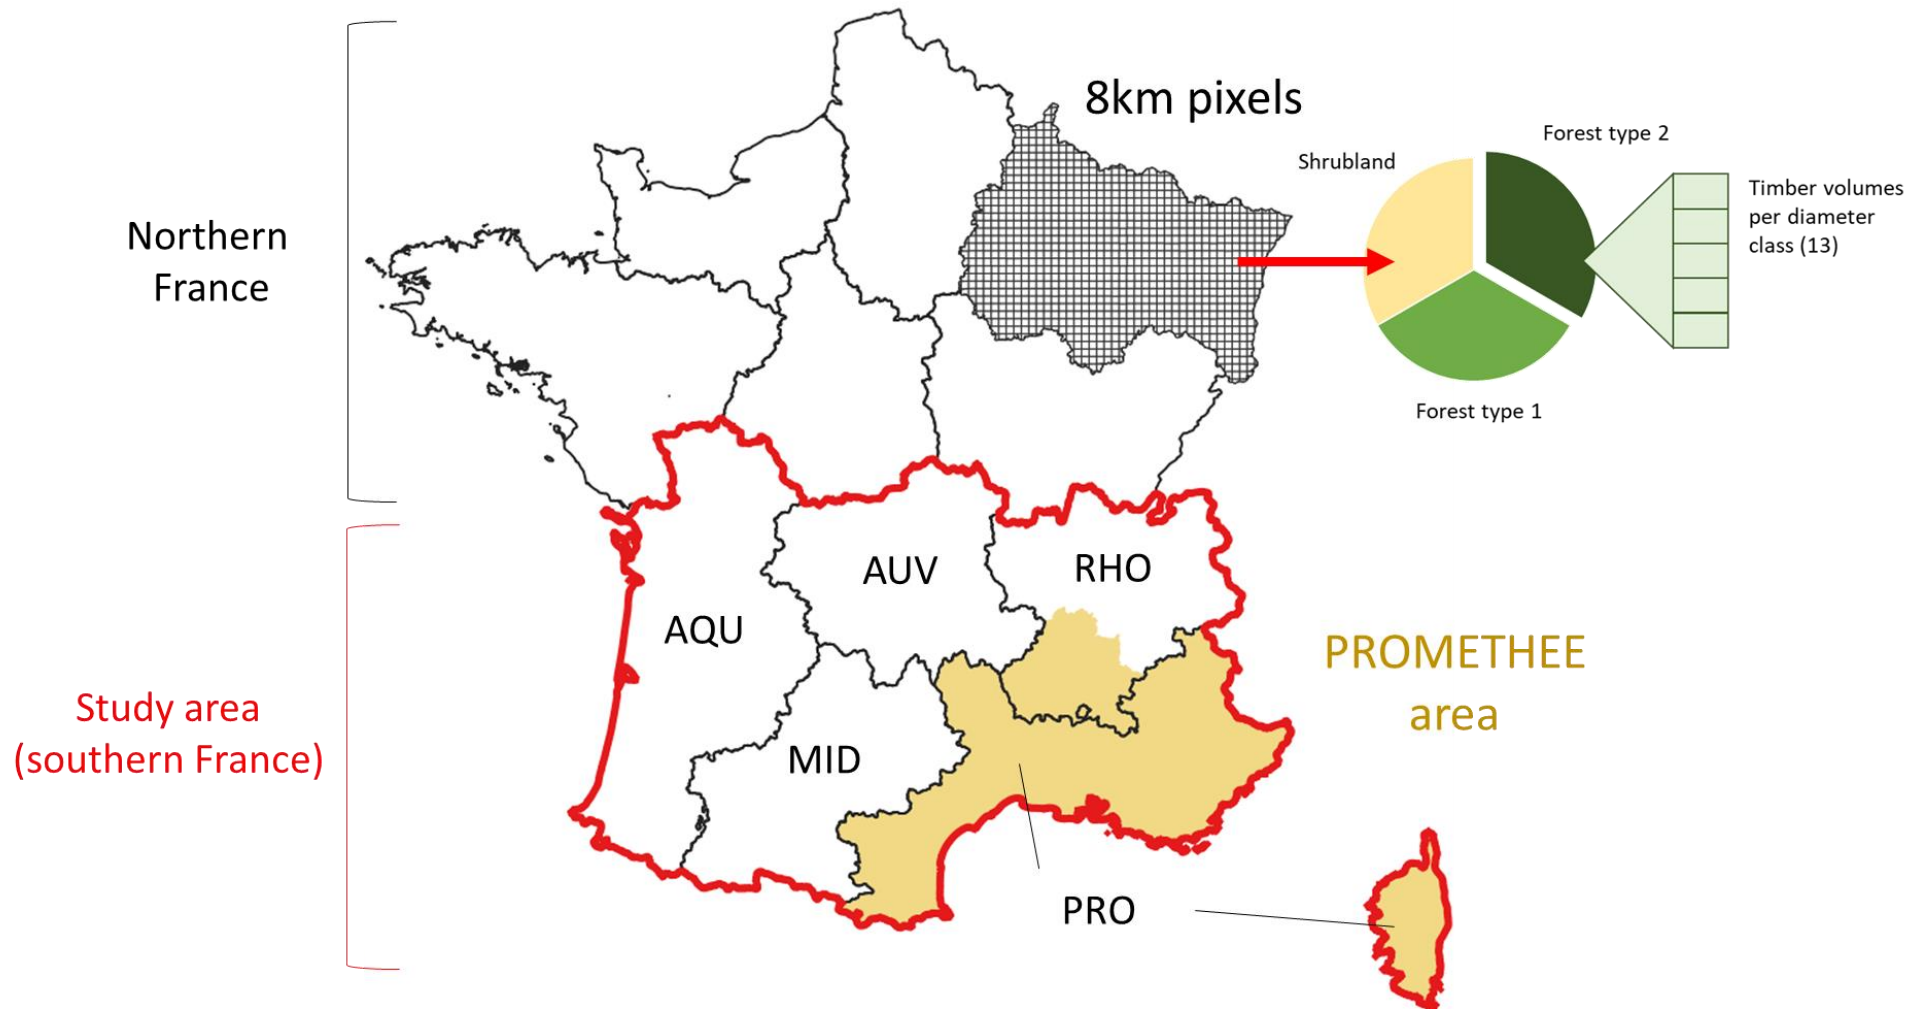 8km pixels
Forest type 2
Shrubland
Timber volumes
per diameter
class (13)
Northern
France
Forest type 1
AUV
RHO
AQU
PROMETHEE
area
Study area
(southern France)
MID
PRO